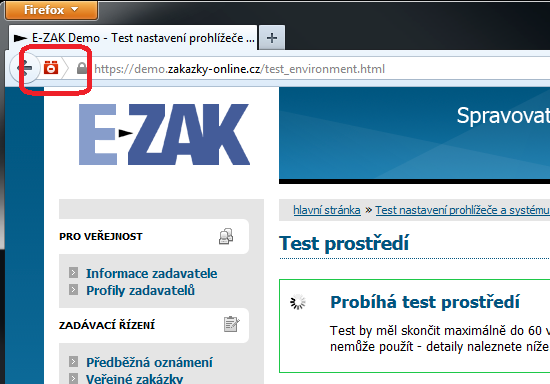 Firefox
E-ZAK Demo - Test nastavení prohlížeče ...
https://demo.zakazky-online.cz/test_environment.html
E-ZAK
Spravovat
hlavní stránka » Test nastavení prohlížeče a systému
Test prostředí
PRO VEŘEJNOST
Informace zadavatele
Profily zadavatelů
ZADÁVACÍ ŘÍZENÍ
Předběžná oznámení
Veřejné zakázky
Probíhá test prostředí
Test by měl skončit maximálně do 60 v
nemůže použít - detaily naleznete níže